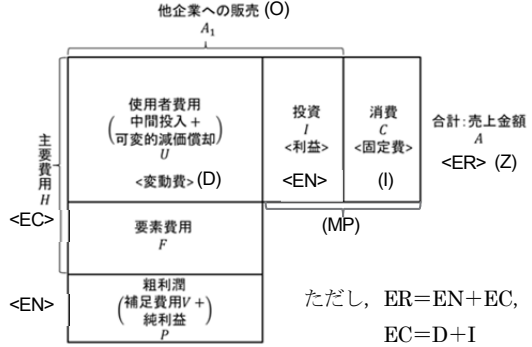 他企業への販売 (O)
A₁
使用者費用
(中間投入+
可変的減価償却)
U
<変動費> (D)
投資
I
<利益>
<EN>
消費
C
<固定費>
(I)
合計:売上金額
A
<ER> (Z)
主要費用 H
<EC>
(MP)
要素費用
F
<EN>
粗利潤
(補足費用V+
純利益)
P
ただし, ER=EN+EC,
EC=D+I